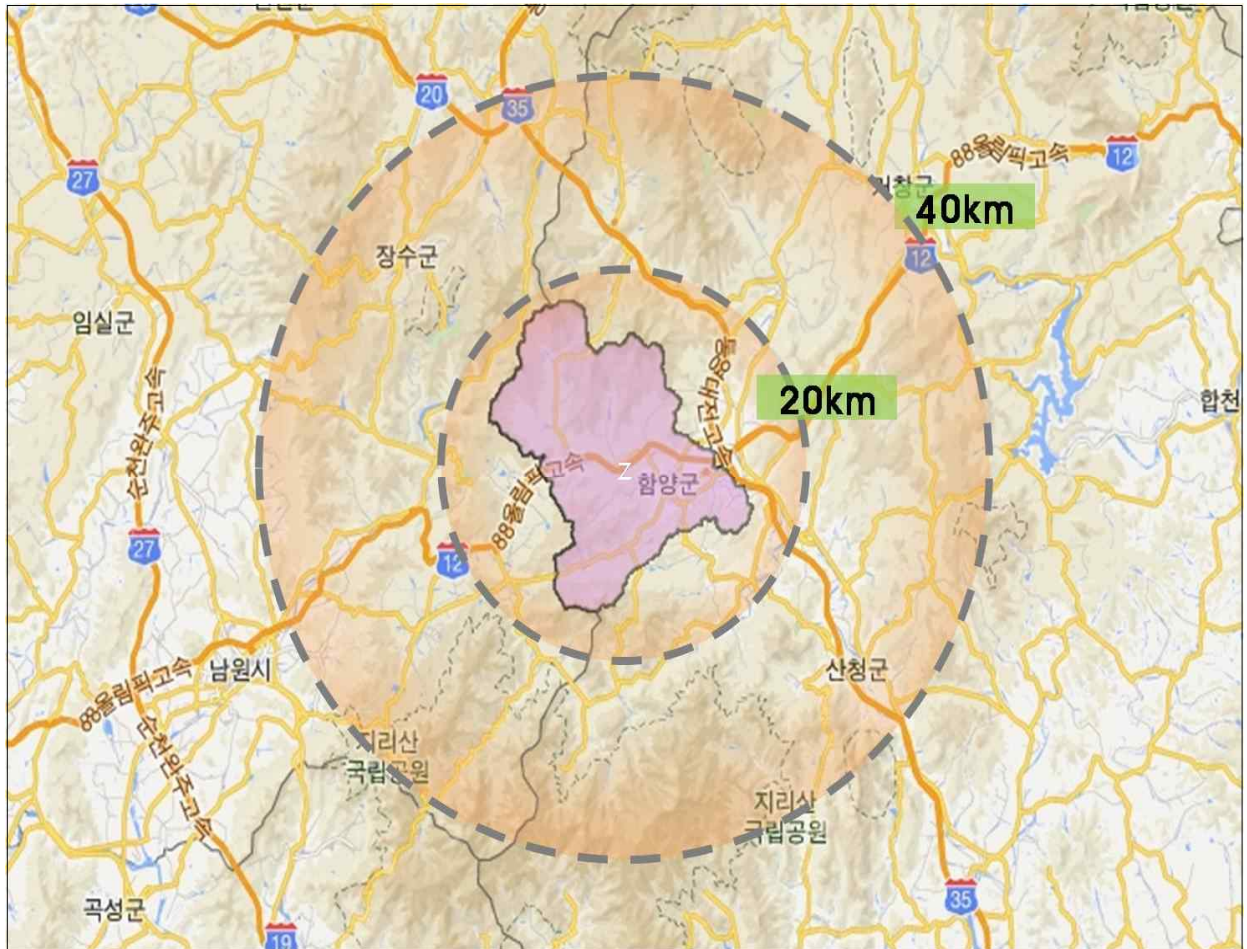 20
35
27
88올림픽고속
12
거창군
40km
12
장수군
임실군
통영대전고속
순천완주고속
20km
합천
88올림픽고속
Z
함양군
27
12
남원시
산청군
88올림픽고속
순천완주고속
지리산
국립공원
지리산
국립공원
35
곡성군
19